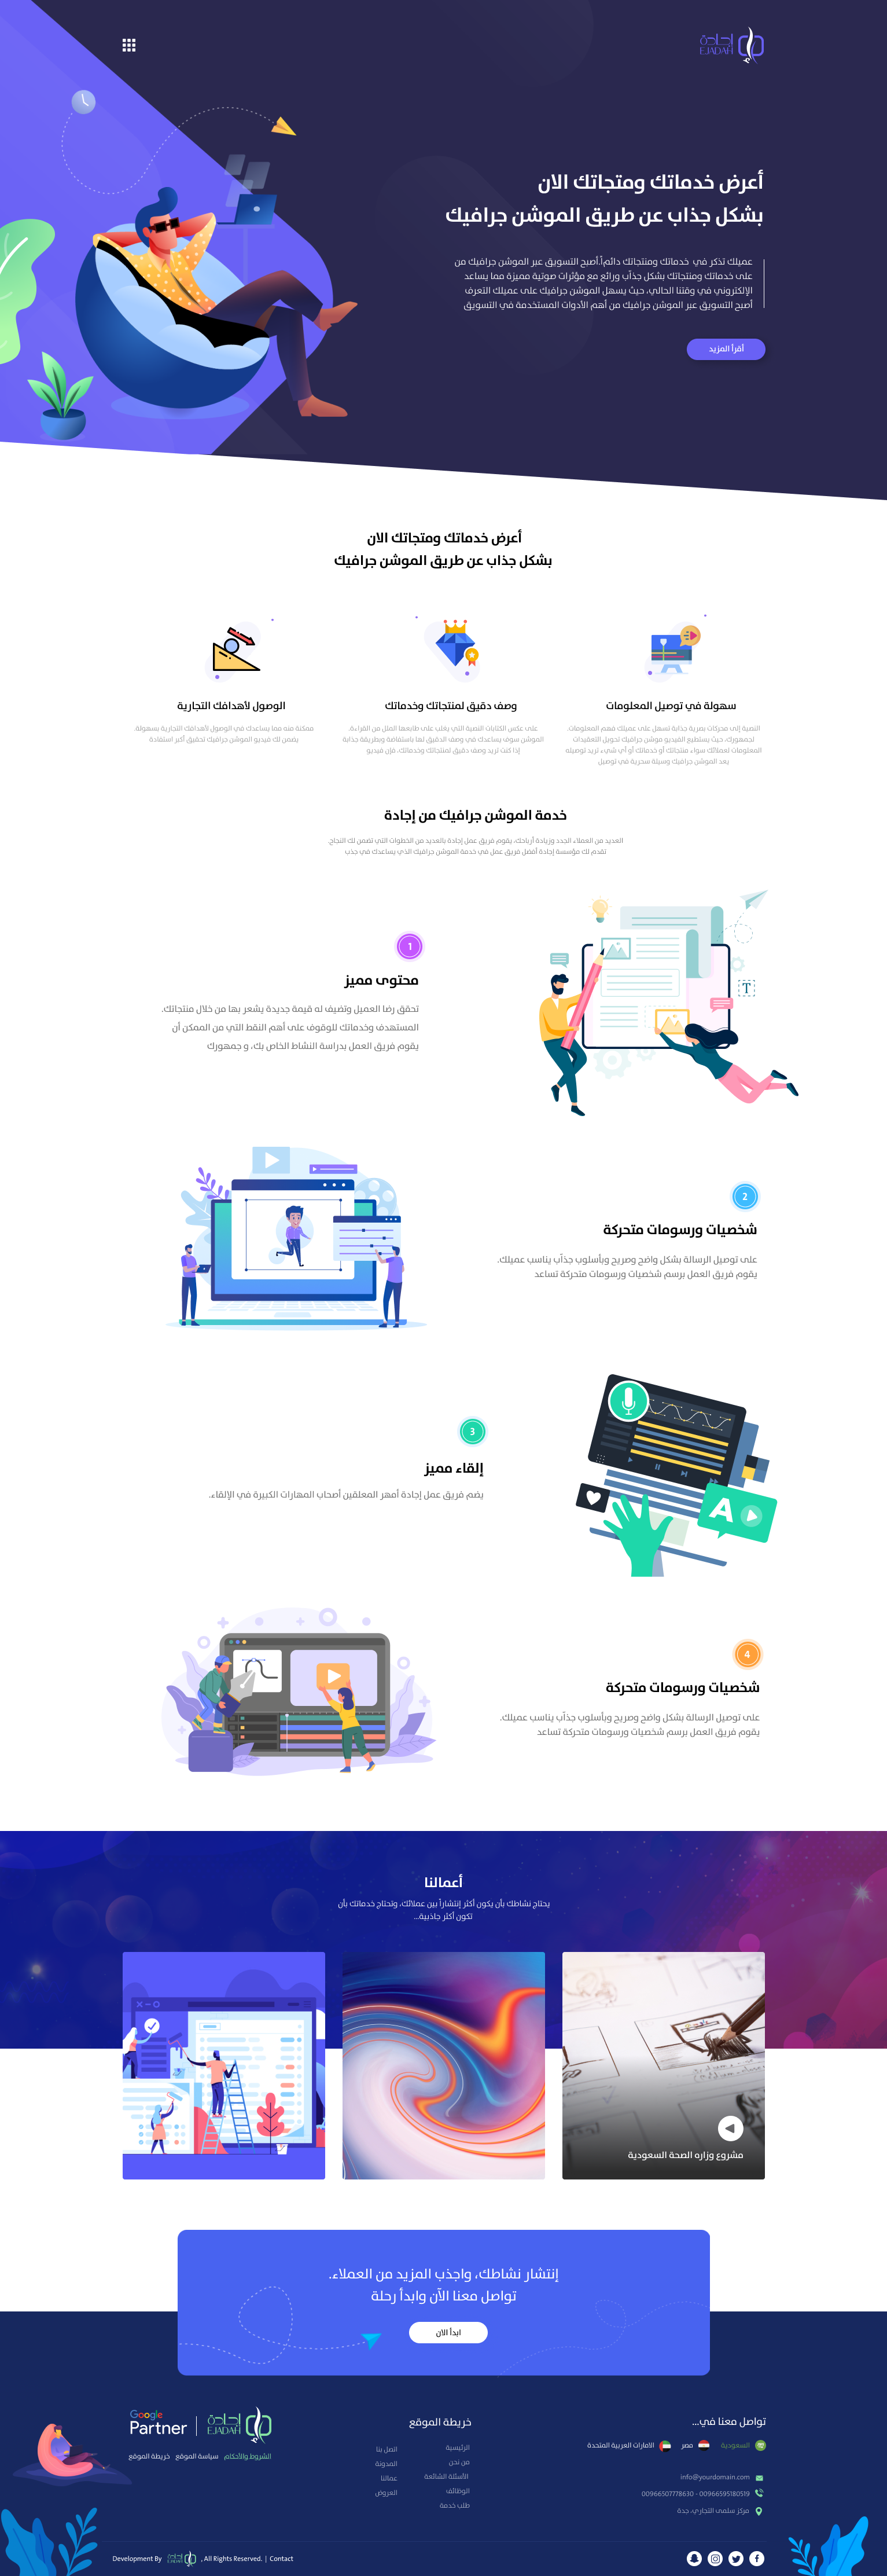 إجادة
EJADAH
أعرض خدماتك ومتجاتك الان
بشكل جذاب عن طريق الموشن جرافيك
عميلك تذكر في خدماتك ومنتجاتك دائم.أ.أصبح التسويق عبر الموشن جرافيك من
على خدماتك ومنتجاتك بشكل جذاب ورائع مع مؤثرات صوتية مميزة مما يساعد
الإلكتروني في وقتنا الحالي، حيث يسهل الموشن جرافيك على عميلك التعرف
أصبح التسويق عبر الموشن جرافيك من أهم الأدوات المستخدمة في التسويق
أقرأ المزيد
أعرض خدماتك ومتجاتك الان
بشكل جذاب عن طريق الموشن جرافيك
سهولة في توصيل المعلومات
النصية إلى محركات بصرية جذابة تسهل على عميلك فهم المعلومات.
لجمهورك، حيث يستطيع الفيديو موشن جرافيك تحويل التعقيدات
المعلومات لعملائك سواء منتجاتك أو خدماتك أو أي شيء تريد توصيله
يعد الموشن جرافيك وسيلة سحرية في توصيل
وصف دقيق لمنتجاتك وخدماتك
على عكس الكتابات النصية التي يغلب على طابعها الملل من القراءة.
الموشن سوف يساعدك في وصف الدقيق لها باستفاضة وبطريقة جذابة
إذا كنت تريد وصف دقيق لمنتجاتك وخدماتك، فإن فيديو
الوصول لأهدافك التجارية
ممكنة منه مما يساعدك في الوصول لأهدافك التجارية بسهولة.
يضمن لك فيديو الموشن جرافيك تحقيق أكبر استفادة
خدمة الموشن جرافيك من إجادة
العديد من العملاء الجدد وزيادة أرباحك، يقوم فريق عمل إجادة بالعديد من الخطوات التي تضمن لك النجاح.
تقدم لك مؤسسة إجادة أفضل فريق عمل في خدمة الموشن جرافيك الذي يساعدك في جذب
T
1
محتوى مميز
تحقق رضا العميل وتضيف له قيمة جديدة يشعر بها من خلال منتجاتك.
المستهدف وخدماتك للوقوف على أهم النقط التي من الممكن أن
يقوم فريق العمل بدراسة النشاط الخاص بك، و جمهورك
2
شخصيات ورسومات متحركة
على توصيل الرسالة بشكل واضح وصريح وبأسلوب جذاب يناسب عميلك.
يقوم فريق العمل برسم شخصيات ورسومات متحركة تساعد
A
3
إلقاء مميز
يضم فريق عمل إجادة أمهر المعلقين أصحاب المهارات الكبيرة في الإلقاء.
4
شخصيات ورسومات متحركة
على توصيل الرسالة بشكل واضح وصريح وبأسلوب جذاب يناسب عميلك.
يقوم فريق العمل برسم شخصيات ورسومات متحركة تساعد
أعمالنا
يحتاج نشاطك بأن يكون أكثر إنتشاراً بين عملائك، وتحتاج خدماتك بأن
تكون أكثر جاذبية...
مشروع وزاره الصحة السعودية
إنتشار نشاطك، واجذب المزيد من العملاء.
تواصل معنا الآن وابدأ رحلة
ابدأ الان
تواصل معنا في...
السعودية
مصر
الامارات العربية المتحدة
info@yourdomain.com
00966507778630 - 00966595180519
مركز سلمى التجاري، جدة
خريطة الموقع
الرئيسية
من نحن
الأسئلة الشائعة
الوظائف
طلب خدمة
اتصل بنا
المدونة
عمالنا
العروض
إجادة
EJADAH
Google
Partner
الشروط والأحكام
سياسة الموقع
خريطة الموقع
Development By إجادة EJADAH , All Rights Reserved. | Contact